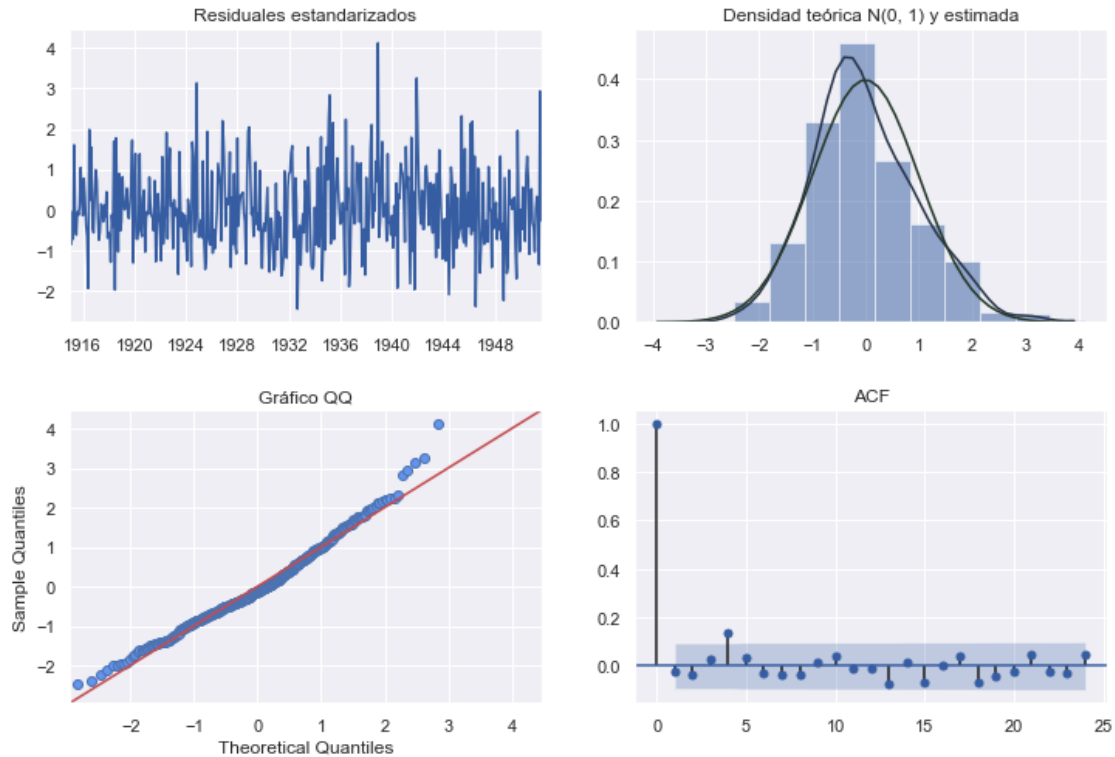 Residuales estandarizados
4
3
2
1
0
−1
−2
1916 1920 1924 1928 1932 1936 1940 1944 1948
Densidad teórica N(0, 1) y estimada
0.4
0.3
0.2
0.1
0.0
−4 −3 −2 −1 0 1 2 3 4
Gráfico QQ
Sample Quantiles
4
3
2
1
0
−1
−2
−2 −1 0 1 2 3 4
Theoretical Quantiles
ACF
1.0
0.8
0.6
0.4
0.2
0.0
0 5 10 15 20 25